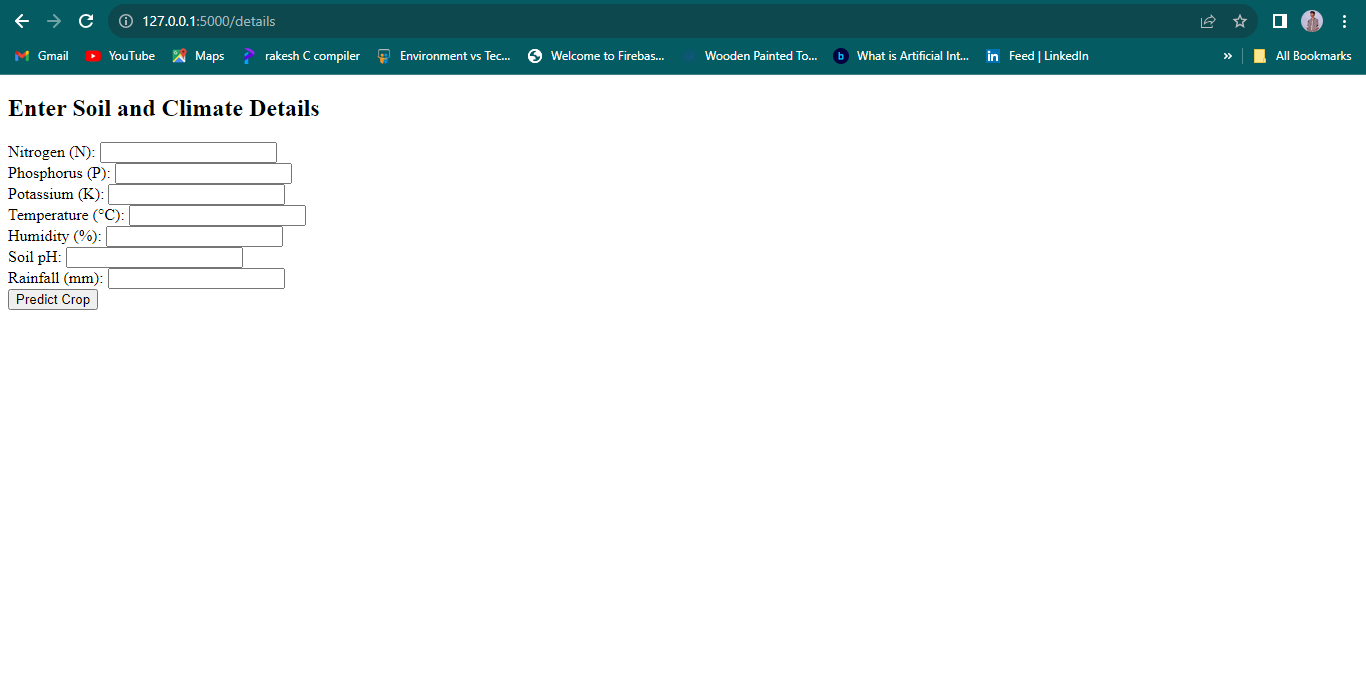 127.0.0.1:5000/details
Gmail YouTube Maps rakesh C compiler Environment vs Tec... Welcome to Firebas... Wooden Painted To... b What is Artificial Int... in Feed | LinkedIn » All Bookmarks
Enter Soil and Climate Details
Nitrogen (N):
Phosphorus (P):
Potassium (K):
Temperature (°C):
Humidity (%):
Soil pH:
Rainfall (mm):
Predict Crop